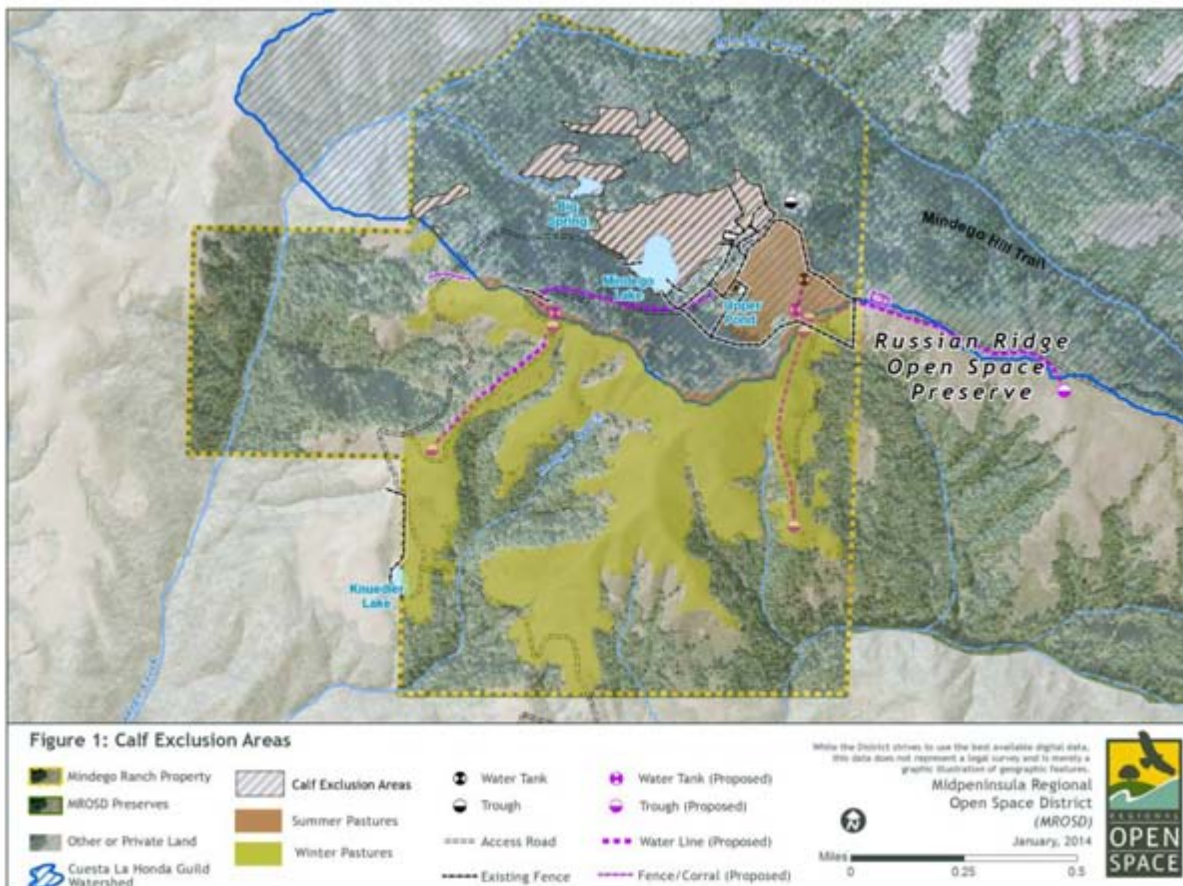 Mindego Hill Trail
Big
Spring
Mindego
Lake
Upper
Pond
Russian Ridge
Open Space
Preserve
Knuedler
Lake
Figure 1: Calf Exclusion Areas
Mindego Ranch Property
MROSD Preserves
Other or Private Land
Cuesta La Honda Guild
Watershed
Calf Exclusion Areas
Summer Pastures
Winter Pastures
Water Tank
Trough
Access Road
Existing Fence
Water Tank (Proposed)
Trough (Proposed)
Water Line (Proposed)
Fence/Corral (Proposed)
While the District strives to use the best available digital data,
this data does not represent a legal survey and is merely a
graphic illustration of geographic features.
Midpeninsula Regional
Open Space District
(MROSD)
January, 2014
Miles
0
0.25
0.5
REGIONAL
OPEN
SPACE